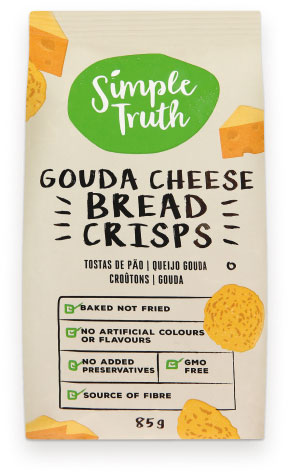 Simple
Truth
GOUDA CHEESE
BREAD
CRISPS
TOSTAS DE PÃO | QUEIJO GOUDA
CROÛTONS | GOUDA
BAKED NOT FRIED
NO ARTIFICIAL COLOURS
OR FLAVOURS
NO ADDED
PRESERVATIVES
GMO
FREE
SOURCE OF FIBRE
85g